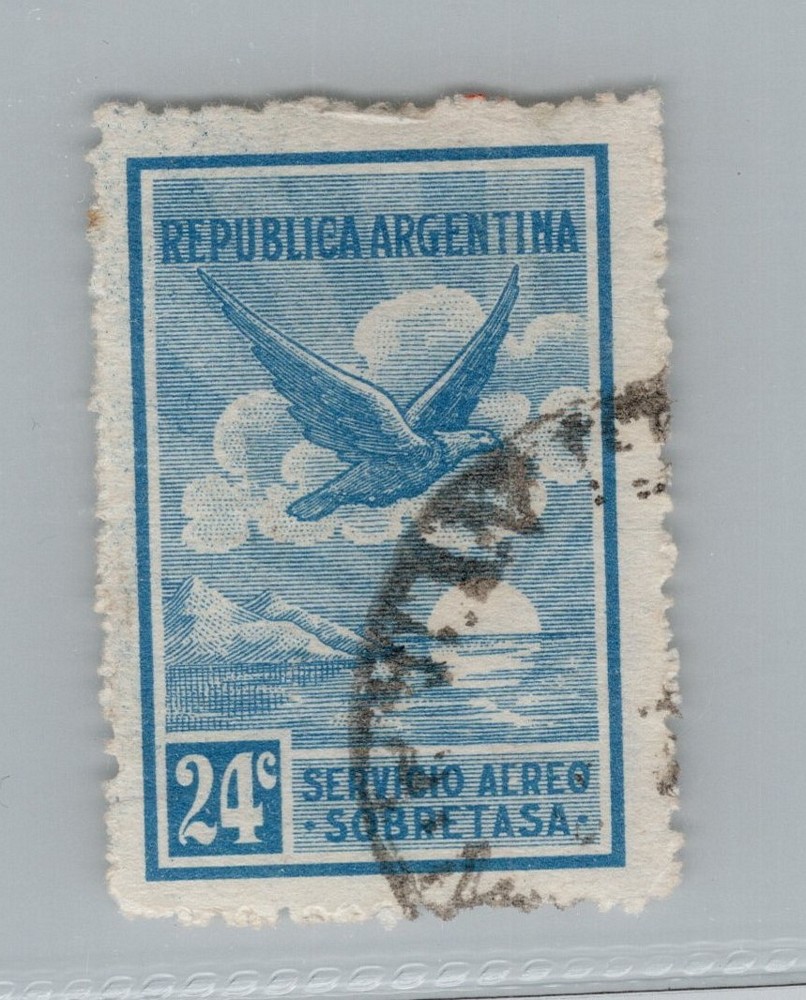 REPUBLICA ARGENTINA
24c
SERVICIO AEREO
·SOBRETASA·